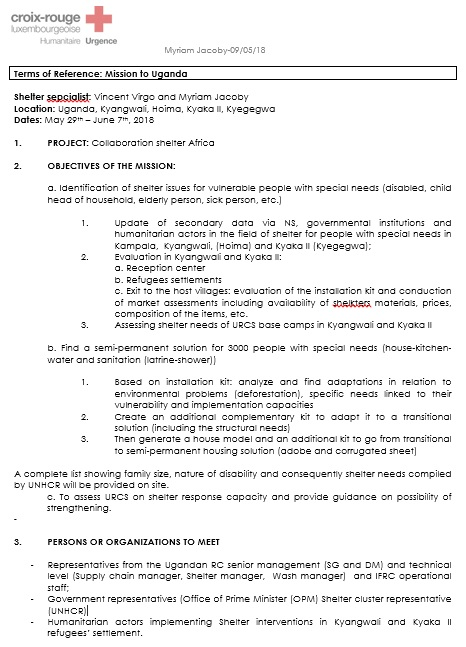 croix-rouge
luxembourgeoise
Humanitaire Urgence
Myriam Jacoby-09/05/18
Terms of Reference: Mission to Uganda
Shelter sepcialist: Vincent Virgo and Myriam Jacoby
Location: Uganda, Kyangwali, Hoima, Kyaka II, Kyegegwa
Dates: May 29th – June 7th, 2018
1. PROJECT: Collaboration shelter Africa
2. OBJECTIVES OF THE MISSION:
a. Identification of shelter issues for vulnerable people with special needs (disabled, child
head of household, elderly person, sick person, etc.)
1. Update of secondary data via NS, governmental institutions and
humanitarian actors in the field of shelter for people with special needs in
Kampala, Kyangwali, (Hoima) and Kyaka II (Kyegegwa);
2. Evaluation in Kyangwali and Kyaka II:
a. Reception center
b. Refugees settlements
c. Exit to the host villages: evaluation of the installation kit and conduction
of market assessments including availability of shelkters materials, prices,
composition of the items, etc.
3. Assessing shelter needs of URCS base camps in Kyangwali and Kyaka II
b. Find a semi-permanent solution for 3000 people with special needs (house-kitchen-
water and sanitation (latrine-shower))
1. Based on installation kit: analyze and find adaptations in relation to
environmental problems (deforestation), specific needs linked to their
vulnerability and implementation capacities
2. Create an additional complementary kit to adapt it to a transitional
solution (including the structural needs)
3. Then generate a house model and an additional kit to go from transitional
to semi-permanent housing solution (adobe and corrugated sheet)
A complete list showing family size, nature of disability and consequently shelter needs compiled
by UNHCR will be provided on site.
c. To assess URCS on shelter response capacity and provide guidance on possibility of
strengthening.
-
3. PERSONS OR ORGANIZATIONS TO MEET
- Representatives from the Ugandan RC senior management (SG and DM) and technical
level (Supply chain manager, Shelter manager, Wash manager) and IFRC operational
staff;
- Government representatives (Office of Prime Minister (OPM) Shelter cluster representative
(UNHCR)
- Humanitarian actors implementing Shelter interventions in Kyangwali and Kyaka II
refugees' settlement.